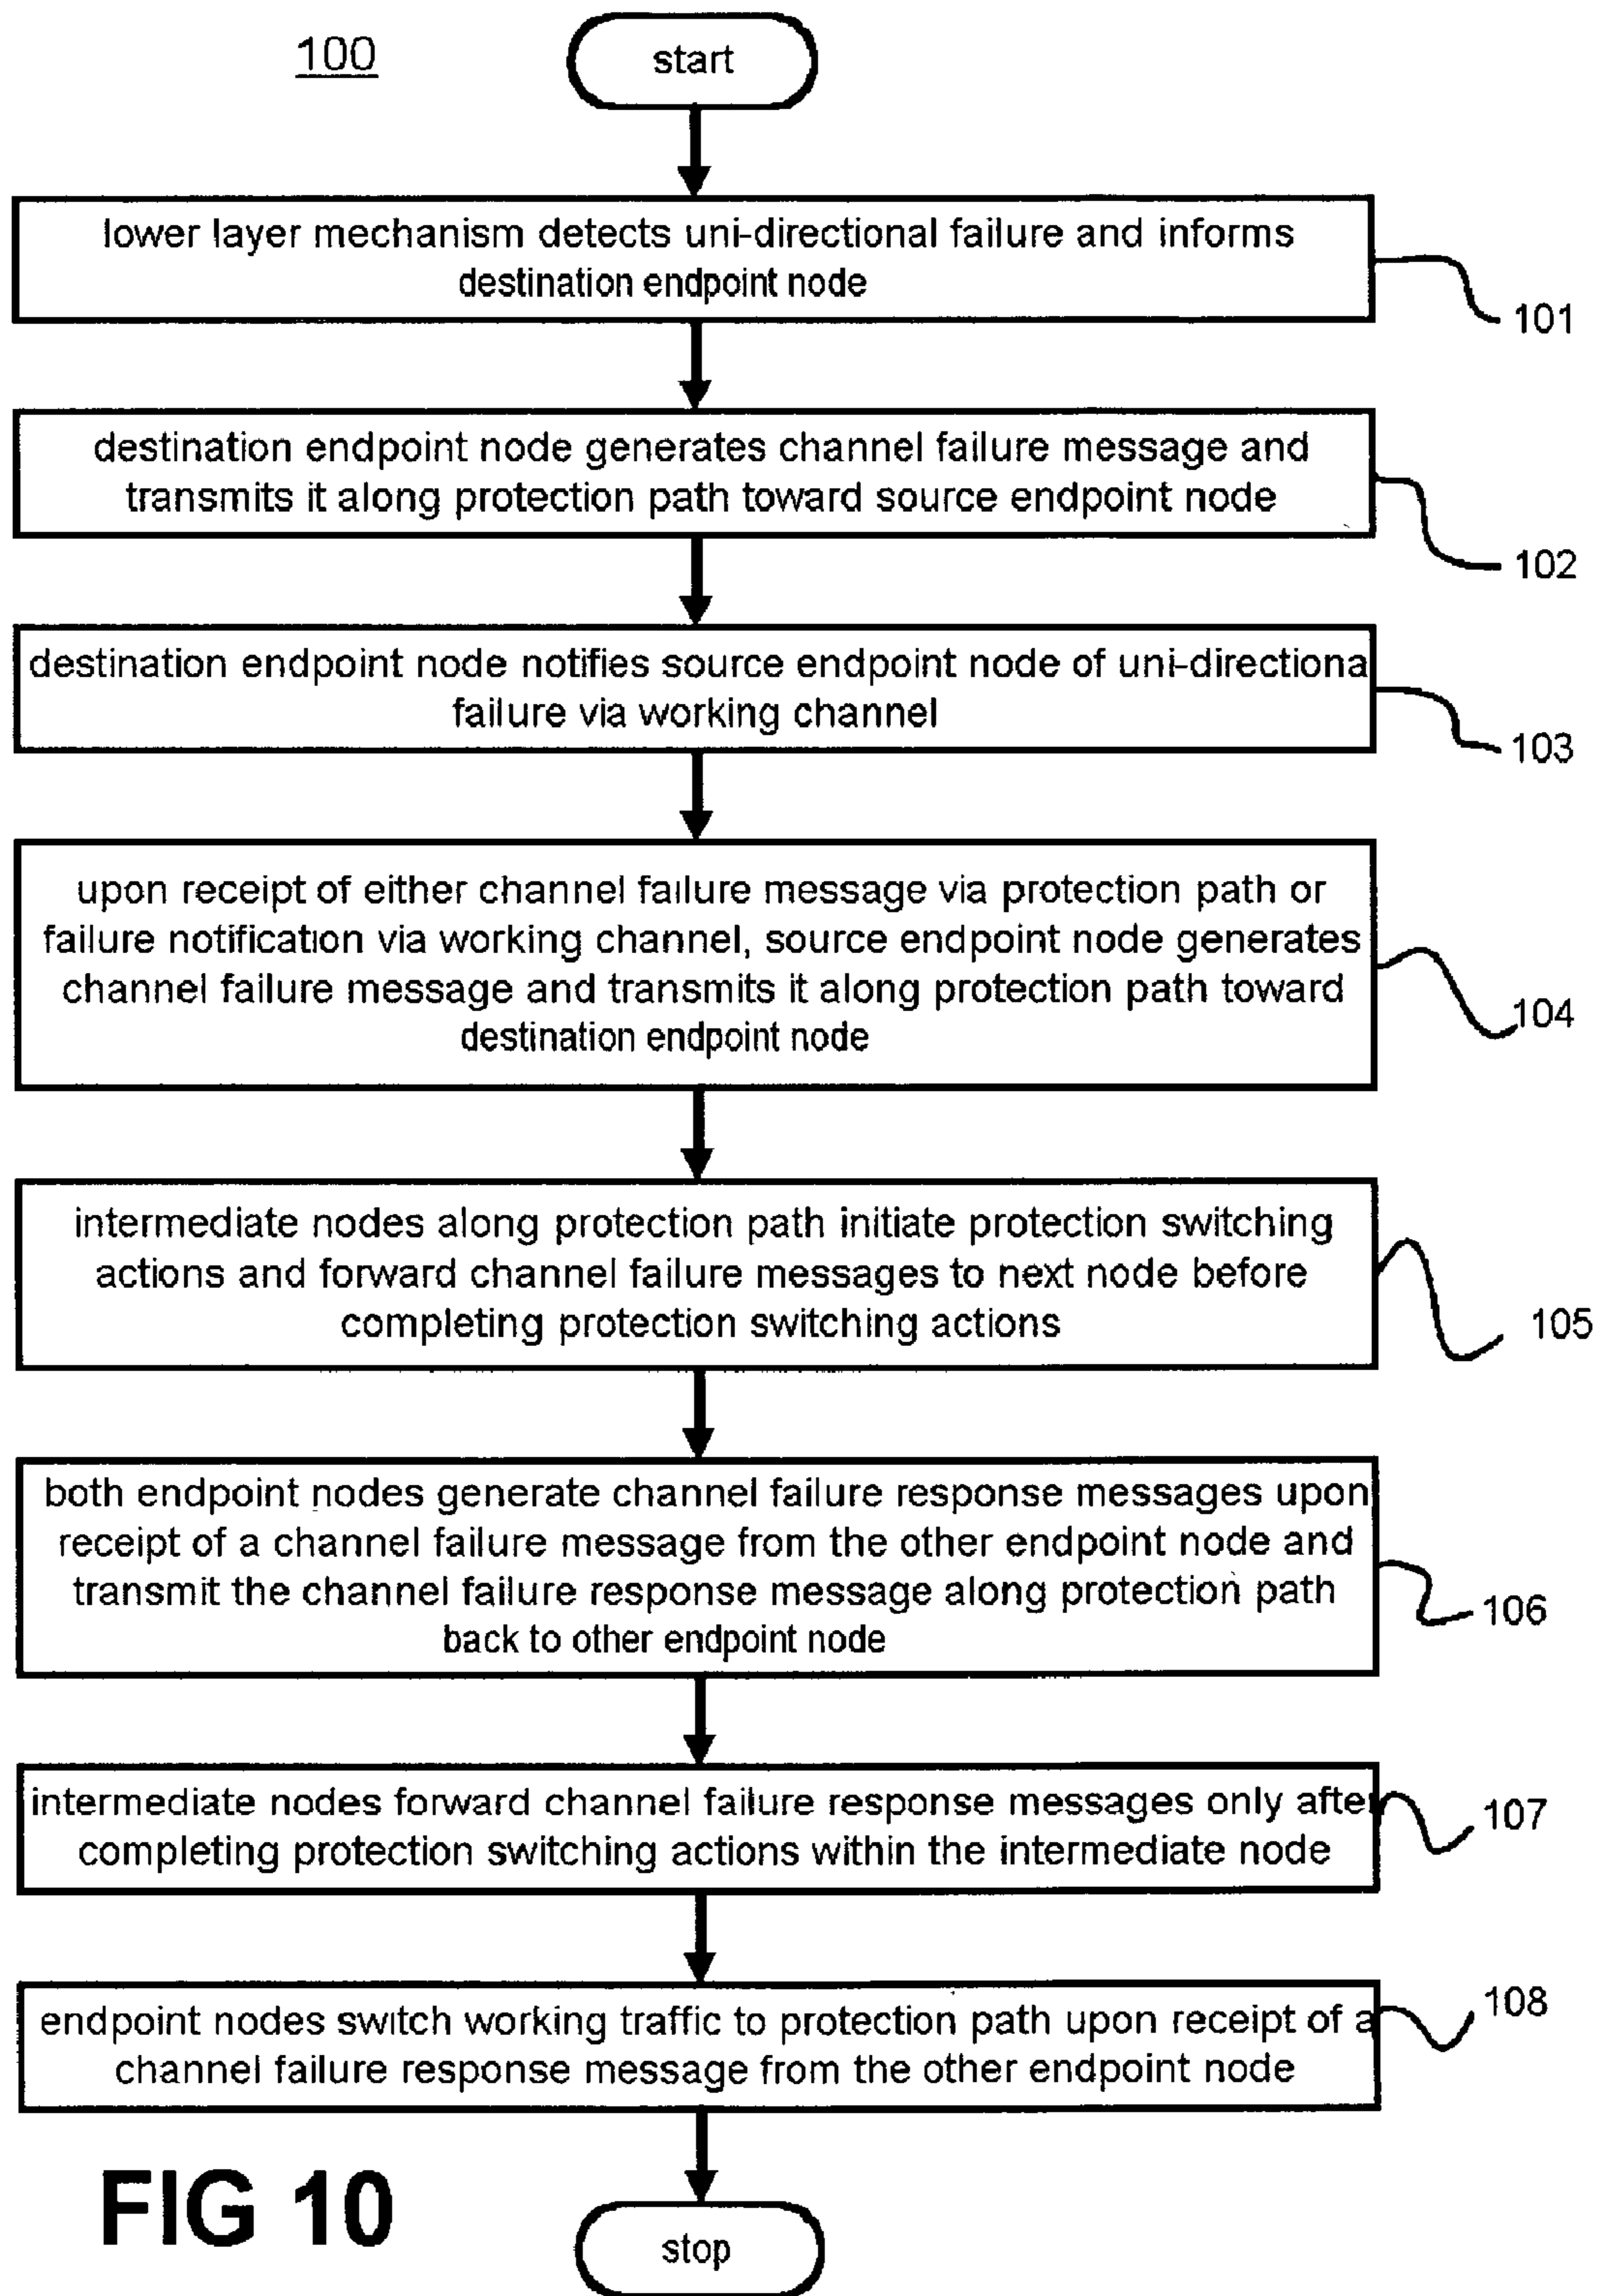 100
start
lower layer mechanism detects uni-directional failure and informs
destination endpoint node
101
destination endpoint node generates channel failure message and
transmits it along protection path toward source endpoint node
102
destination endpoint node notifies source endpoint node of uni-directiona
failure via working channel
103
upon receipt of either channel failure message via protection path or
failure notification via working channel, source endpoint node generates
channel failure message and transmits it along protection path toward
destination endpoint node
104
intermediate nodes along protection path initiate protection switching
actions and forward channel failure messages to next node before
completing protection switching actions
105
both endpoint nodes generate channel failure response messages upon
receipt of a channel failure message from the other endpoint node and
transmit the channel failure response message along protection path
back to other endpoint node
106
intermediate nodes forward channel failure response messages only after
completing protection switching actions within the intermediate node
107
endpoint nodes switch working traffic to protection path upon receipt of a
channel failure response message from the other endpoint node
108
FIG 10
stop